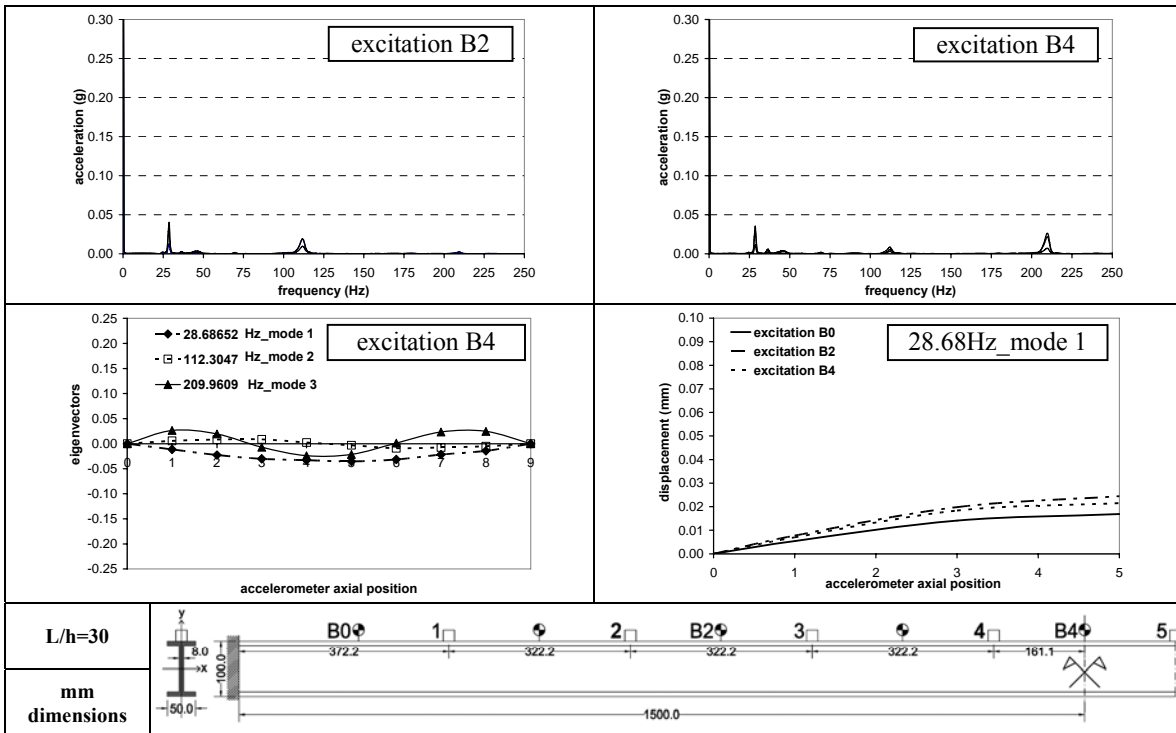 0.30
0.25
0.20
0.15
0.10
0.05
0.00
acceleration (g)
0 25 50 75 100 125 150 175 200 225 250
frequency (Hz)
excitation B2
0.30
0.25
0.20
0.15
0.10
0.05
0.00
acceleration (g)
0 25 50 75 100 125 150 175 200 225 250
frequency (Hz)
excitation B4
0.25
0.20
0.15
0.10
0.05
0.00
-0.05
-0.10
-0.15
-0.20
-0.25
eigenvectors
28.68652 Hz_mode 1
112.3047 Hz_mode 2
209.9609 Hz_mode 3
excitation B4
0 1 2 3 4 5 6 7 8 9
accelerometer axial position
0.10
0.09
0.08
0.07
0.06
0.05
0.04
0.03
0.02
0.01
0.00
displacement (mm)
excitation B0
excitation B2
excitation B4
28.68Hz_mode 1
0 1 2 3 4 5
accelerometer axial position
L/h=30
mm
dimensions
y
8.0
x
50.0
100.0
B0 1 2 B2 3 4 B4 5
372.2 322.2 322.2 322.2 161.1
1500.0